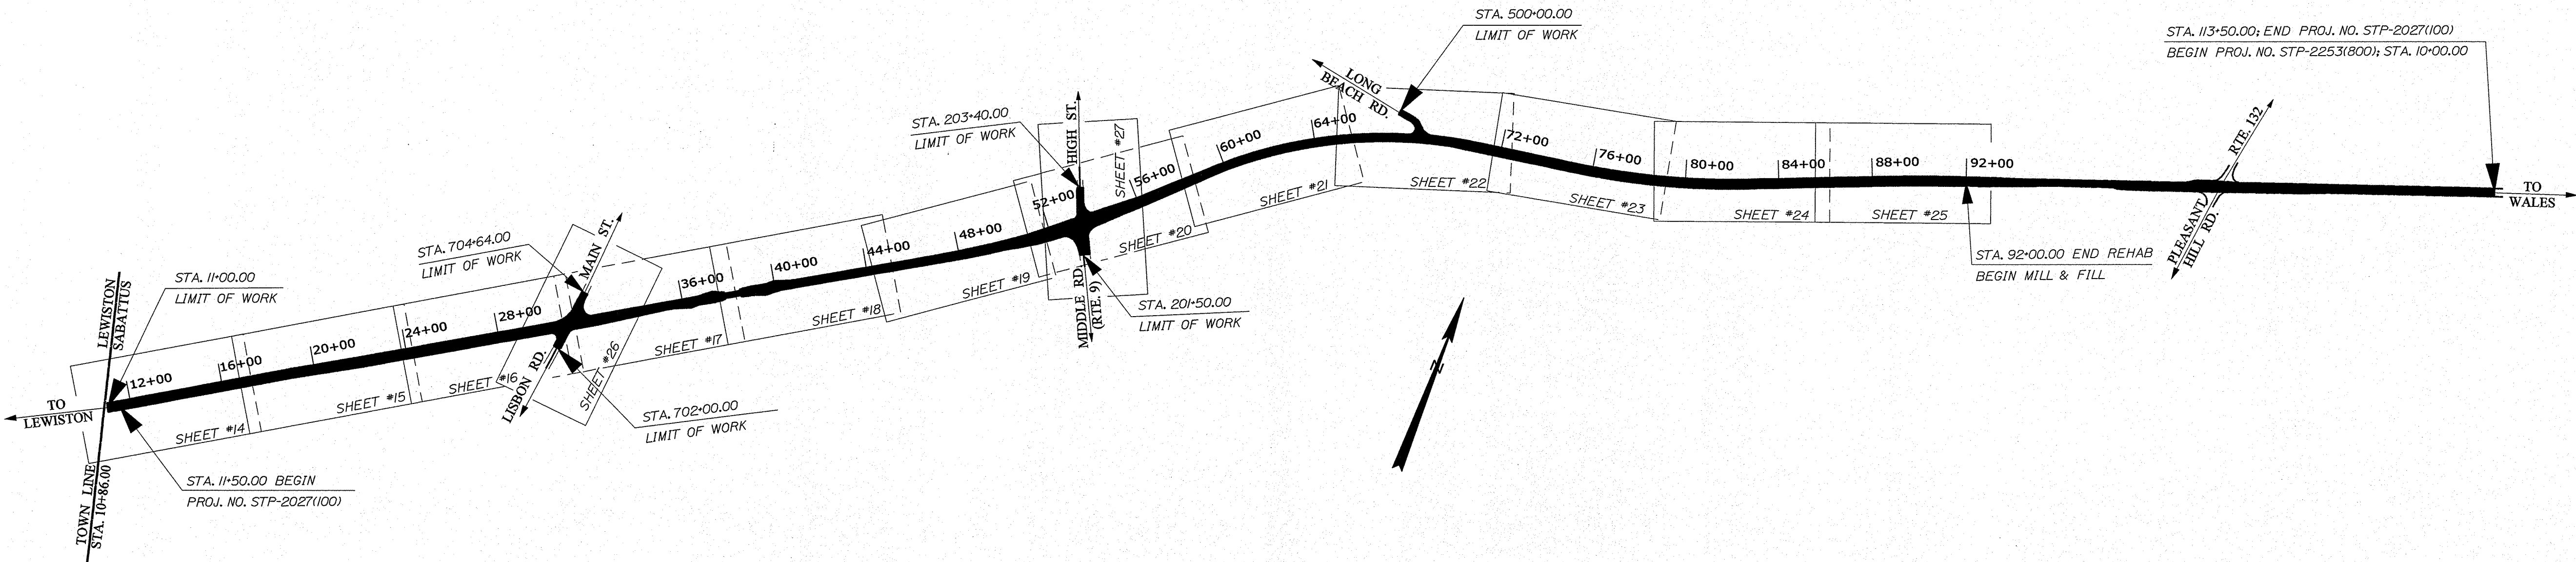 STA. 500+00.00
LIMIT OF WORK
STA. 113+50.00; END PROJ. NO. STP-2027(100)
BEGIN PROJ. NO. STP-2253(800); STA. 10+00.00
LONG
BEACH RD.
STA. 203+40.00
LIMIT OF WORK
HIGH ST.
SHEET #27
RTE. 132
PLEASANT
HILL RD.
TO
WALES
52+00
56+00
60+00
64+00
72+00
76+00
80+00
84+00
88+00
92+00
SHEET #20
SHEET #21
SHEET #22
SHEET #23
SHEET #24
SHEET #25
STA. 92+00.00 END REHAB
BEGIN MILL & FILL
STA. 704+64.00
LIMIT OF WORK
MAIN ST.
36+00
40+00
44+00
48+00
SHEET #17
SHEET #18
SHEET #19
MIDDLE RD.
(RTE. 9)
STA. 201+50.00
LIMIT OF WORK
LEWISTON
SABATTUS
STA. 11+00.00
LIMIT OF WORK
12+00
16+00
20+00
24+00
28+00
TO
LEWISTON
SHEET #14
SHEET #15
SHEET #16
LISBON RD.
SHEET #26
STA. 702+00.00
LIMIT OF WORK
TOWN LINE
STA. 10+86.00
STA. 11+50.00 BEGIN
PROJ. NO. STP-2027(100)
N